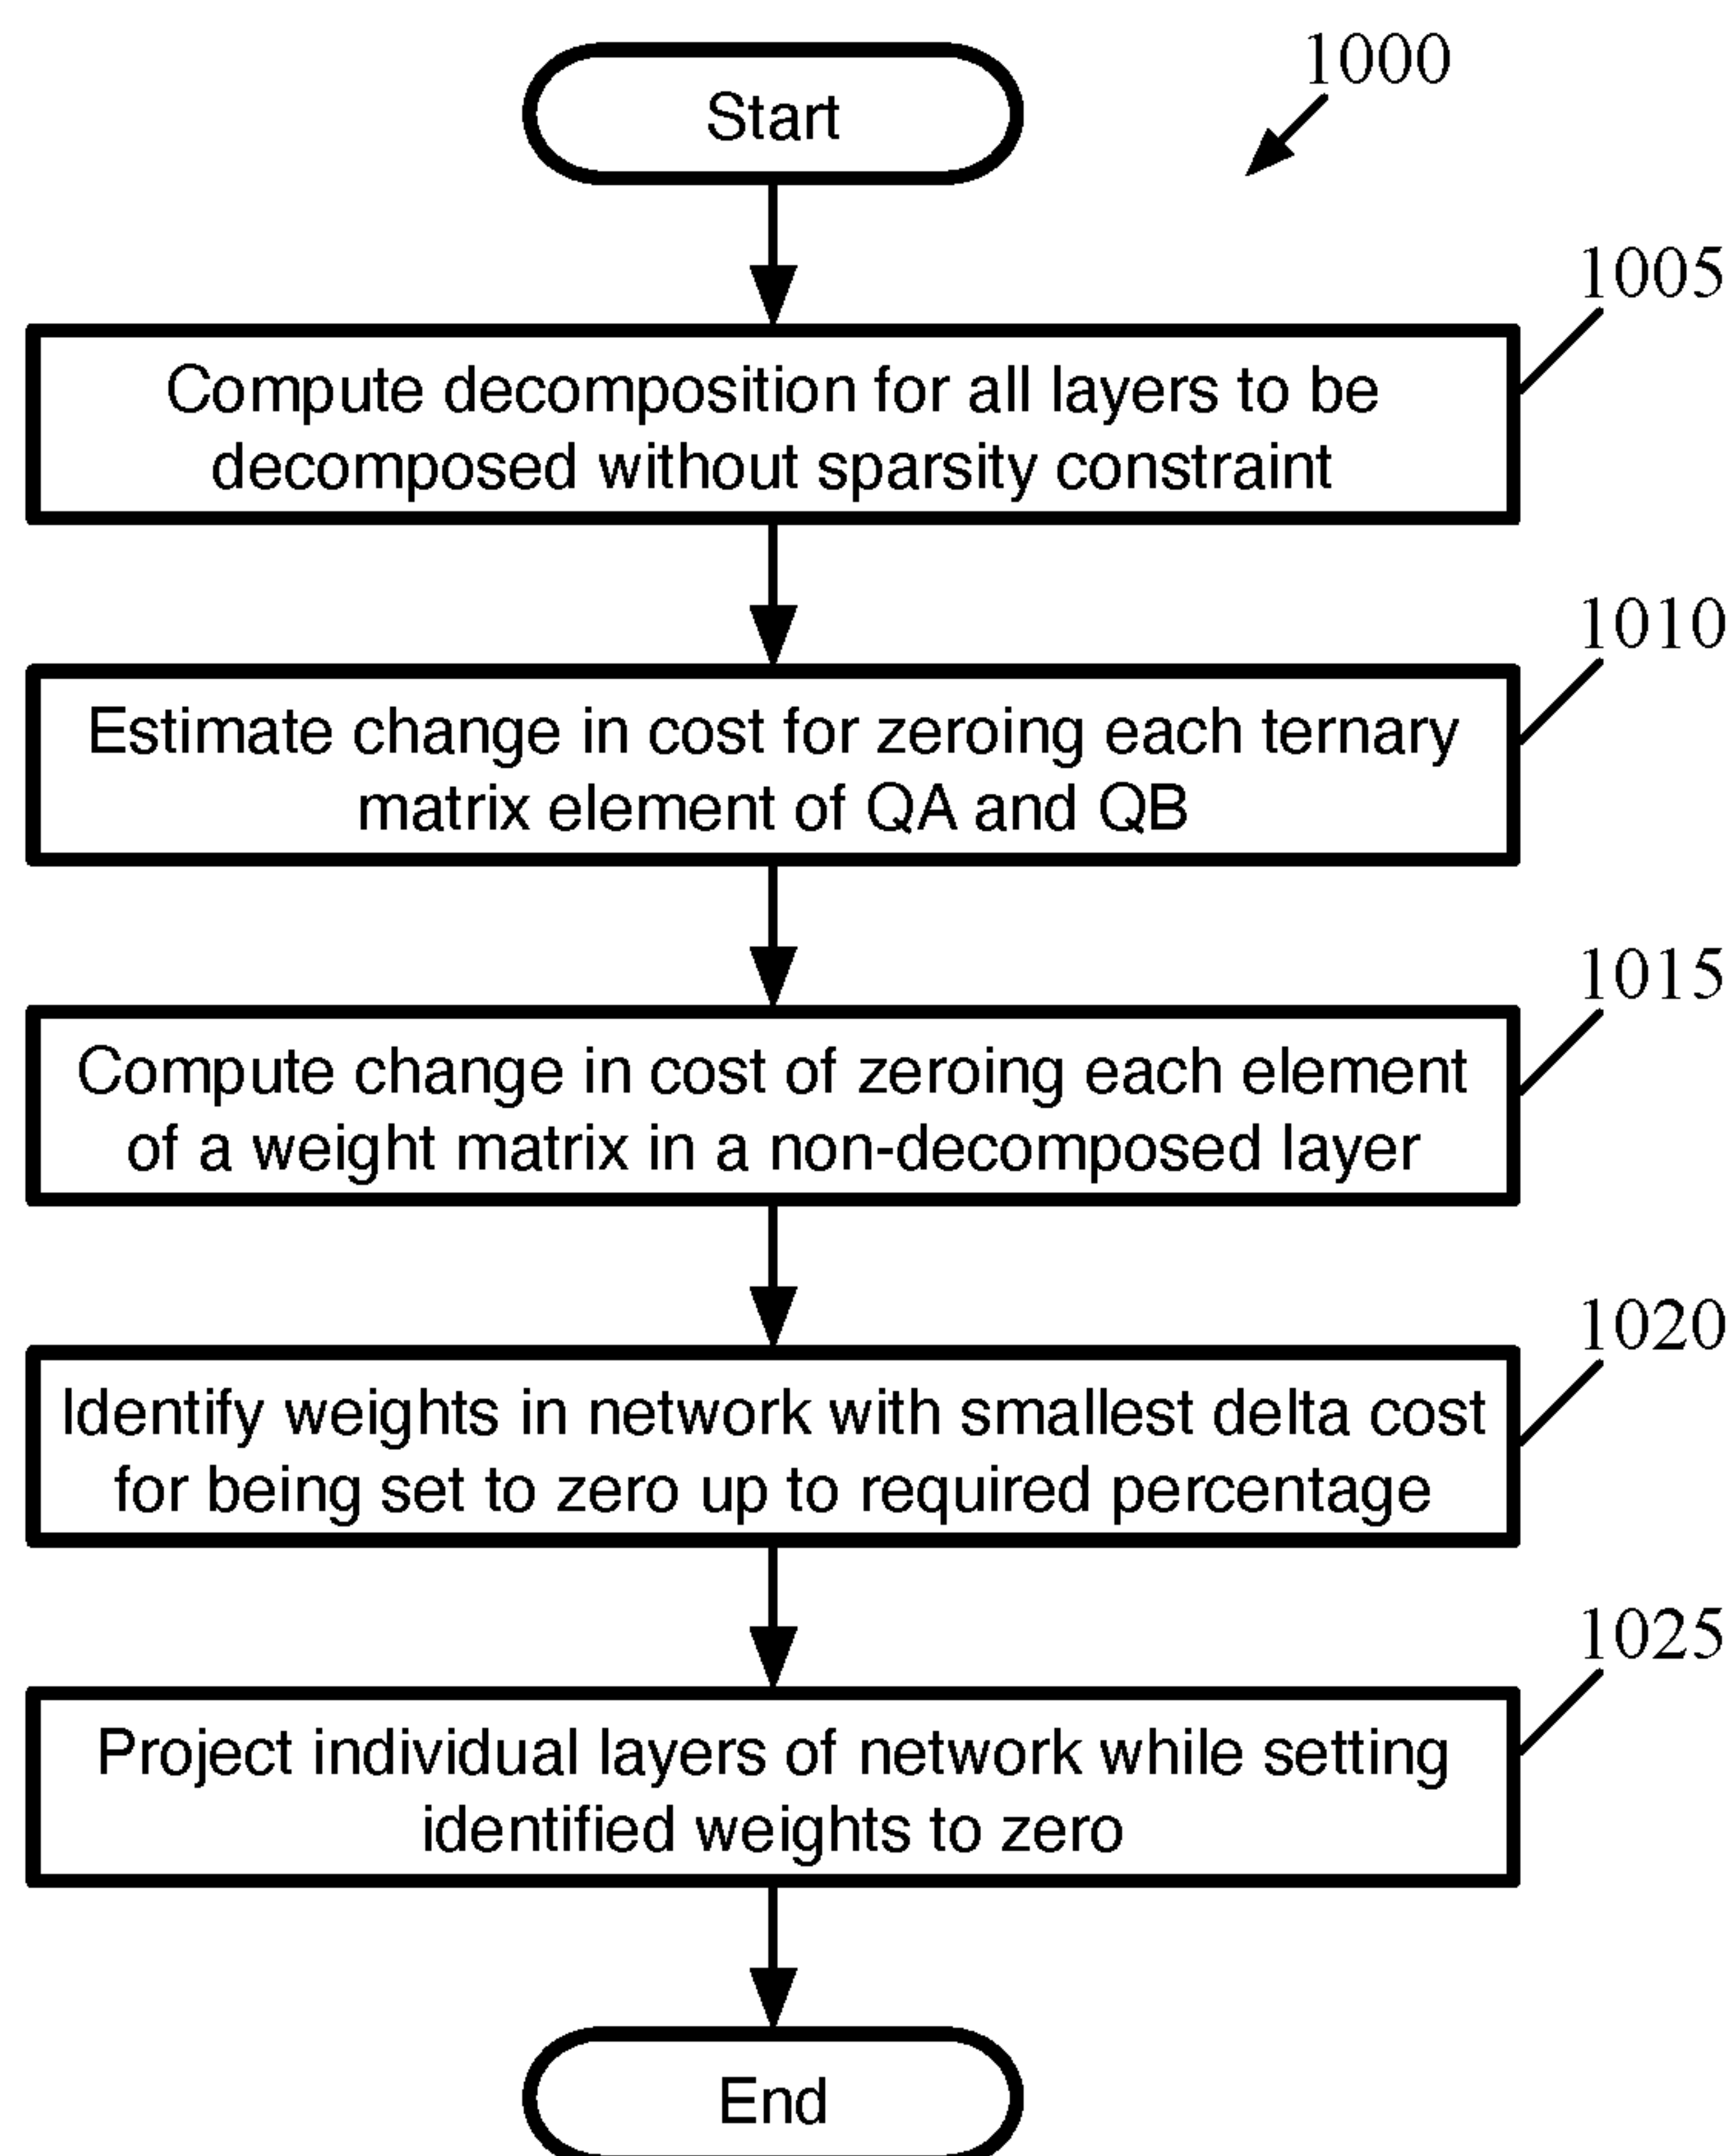 1000
Start
1005
Compute decomposition for all layers to be
decomposed without sparsity constraint
1010
Estimate change in cost for zeroing each ternary
matrix element of QA and QB
1015
Compute change in cost of zeroing each element
of a weight matrix in a non-decomposed layer
1020
Identify weights in network with smallest delta cost
for being set to zero up to required percentage
1025
Project individual layers of network while setting
identified weights to zero
End